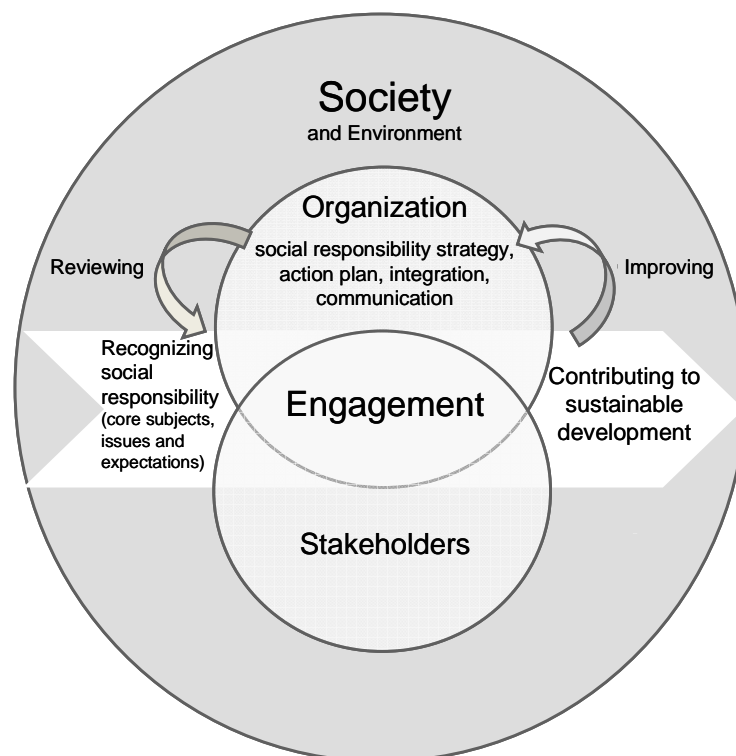 Society
and Environment
Organization
social responsibility strategy,
action plan, integration,
communication
Reviewing
Improving
Recognizing
social
responsibility
(core subjects,
issues and
expectations)
Engagement
Contributing to
sustainable
development
Stakeholders